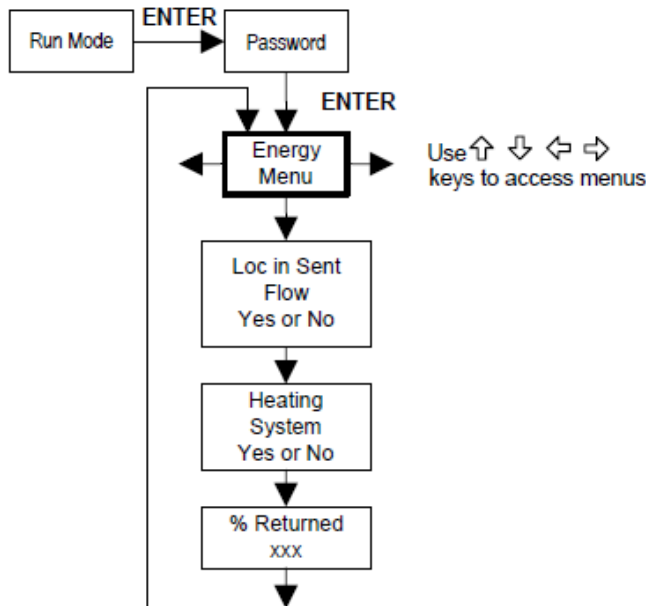 ENTER
Run Mode
Password
ENTER
Energy
Menu
Use
keys to access menus
Loc in Sent
Flow
Yes or No
Heating
System
Yes or No
% Returned
xxx